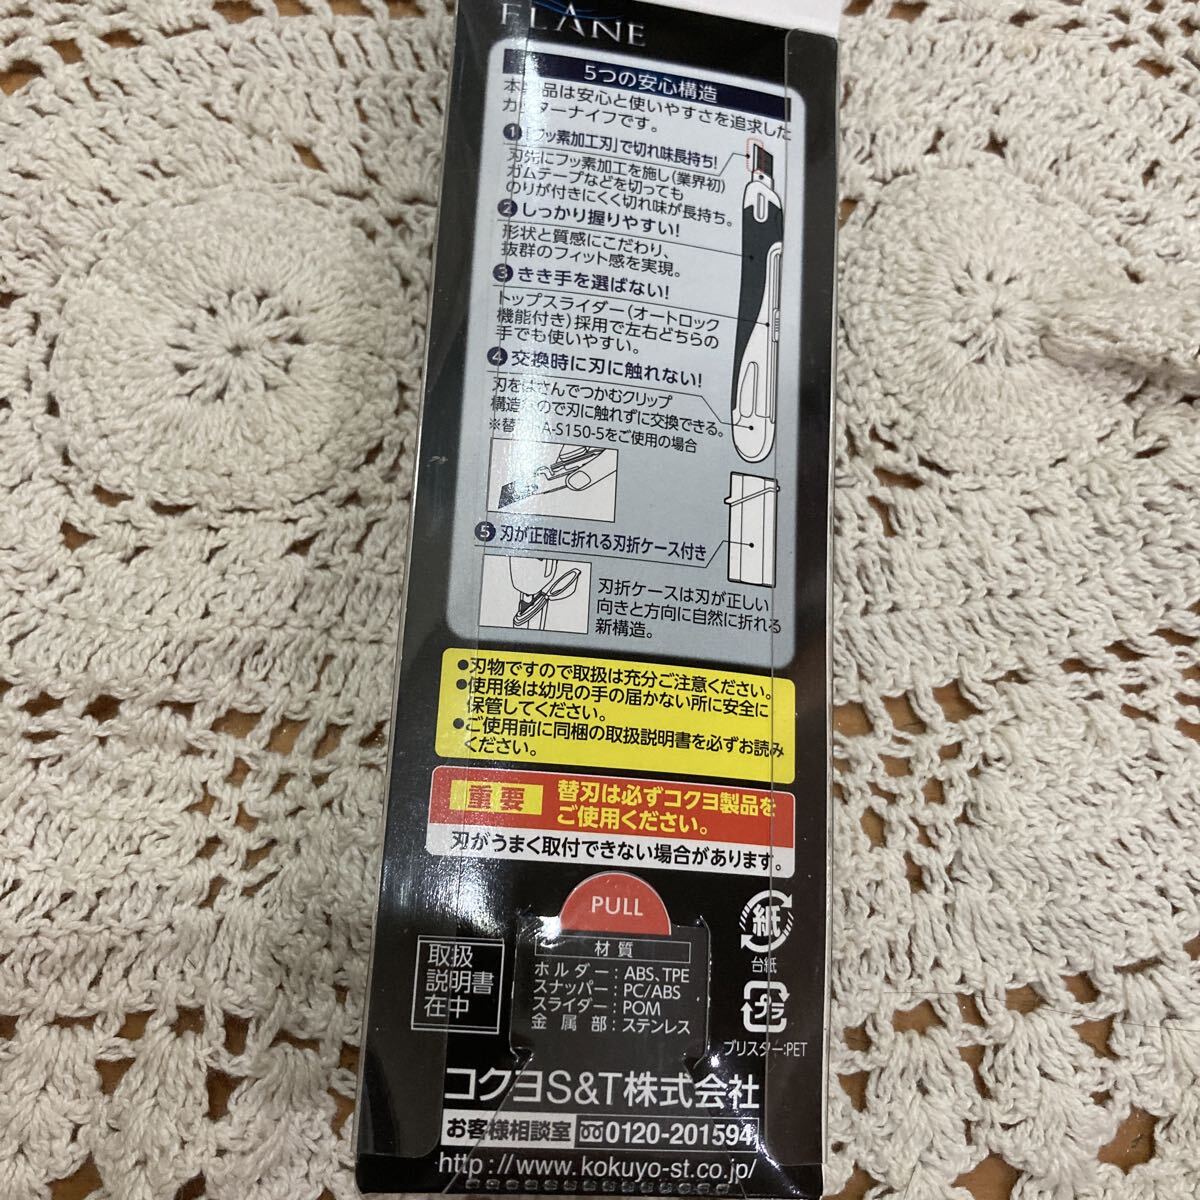 FLANE
5つの安心構造
本製品は安心と使いやすさを追求した
カッターナイフです。
1 「フッ素加工刃」で切れ味長持ち!
刃先にフッ素加工を施し(業界初)
ガムテープなどを切っても
のりが付きにくく切れ味が長持ち。
2 しっかり握りやすい!
形状と質感にこだわり、
抜群のフィット感を実現。
3 きき手を選ばない!
トップスライダー(オートロック
機能付き)採用で左右どちらの
手でも使いやすい。
4 交換時に刃に触れない!
刃をはさんでつかむクリップ
構造なので刃に触れずに交換できる。
※替刃HA-S150-5をご使用の場合
5 刃が正確に折れる刃折ケース付き
刃折ケースは刃が正しい
向きと方向に自然に折れる
新構造。
●刃物ですので取扱は充分ご注意ください。
●使用後は幼児の手の届かない所に安全に
保管してください。
●ご使用前に同梱の取扱説明書を必ずお読み
ください。
重要 替刃は必ずコクヨ製品を
ご使用ください。
刃がうまく取付できない場合があります。
PULL
取扱
説明書
在中
材質
ホルダー:ABS、TPE
スナッパー:PC/ABS
スライダー:POM
金属部:ステンレス
紙
台紙
プラ
ブリスター:PET
コクヨS&T株式会社
お客様相談室 0120-201594
http://www.kokuyo-st.co.jp/